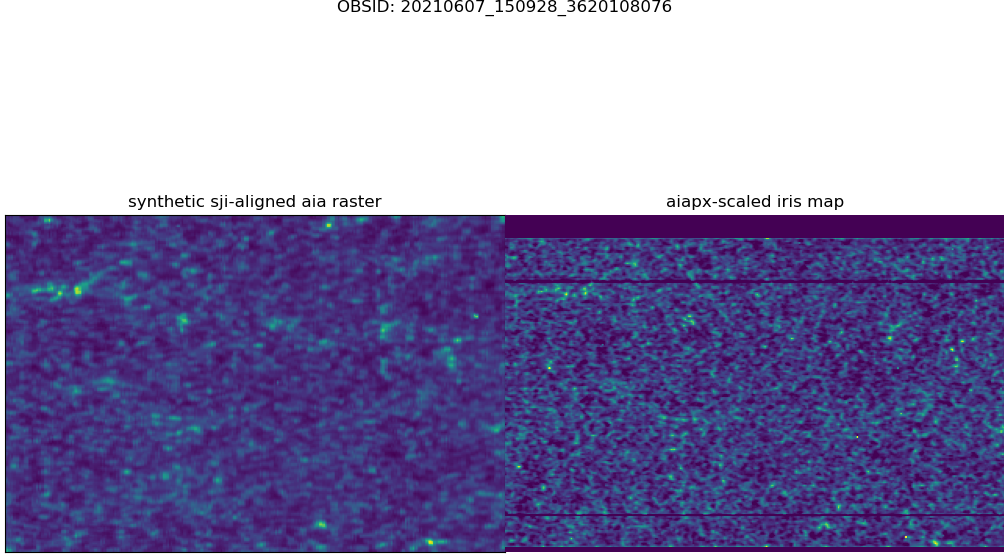 OBSID: 20210607_150928_3620108076
synthetic sji-aligned aia raster
aiapx-scaled iris map